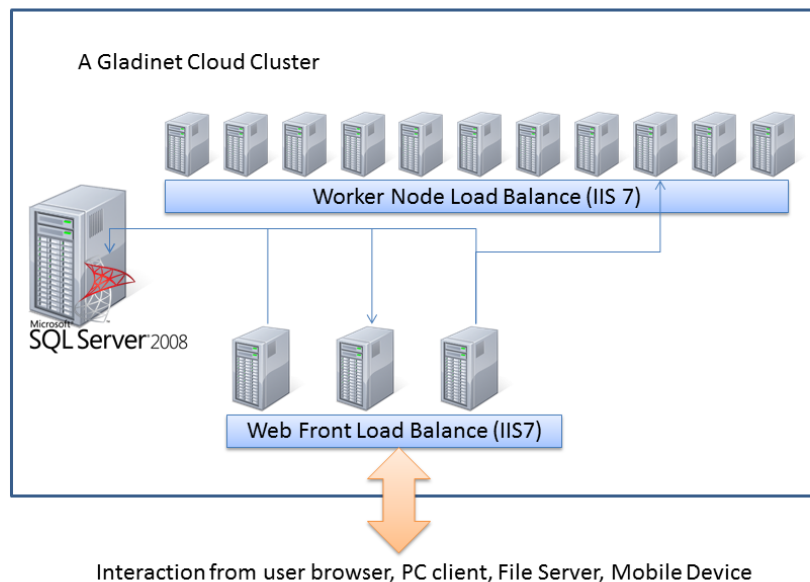 A Gladinet Cloud Cluster
Worker Node Load Balance (IIS 7)
Microsoft
SQL Server 2008
Web Front Load Balance (IIS7)
Interaction from user browser, PC client, File Server, Mobile Device